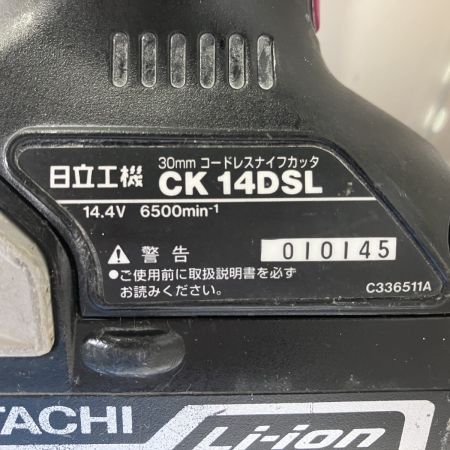 30mm コードレスナイフカッタ
日立工機 CK 14DSL
14.4V 6500min⁻¹
⚠ 警告 010145
●ご使用前に取扱説明書を必ず
お読みください。
C336511A
TACHI Li-ion